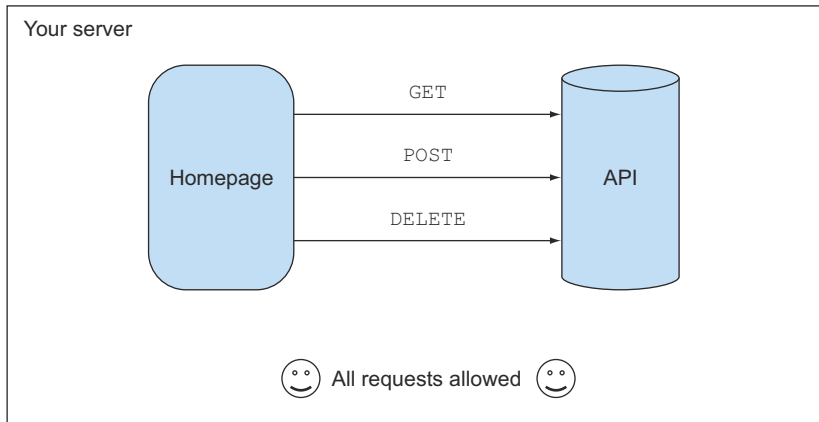 Your server
GET
POST
Homepage
API
DELETE
All requests allowed